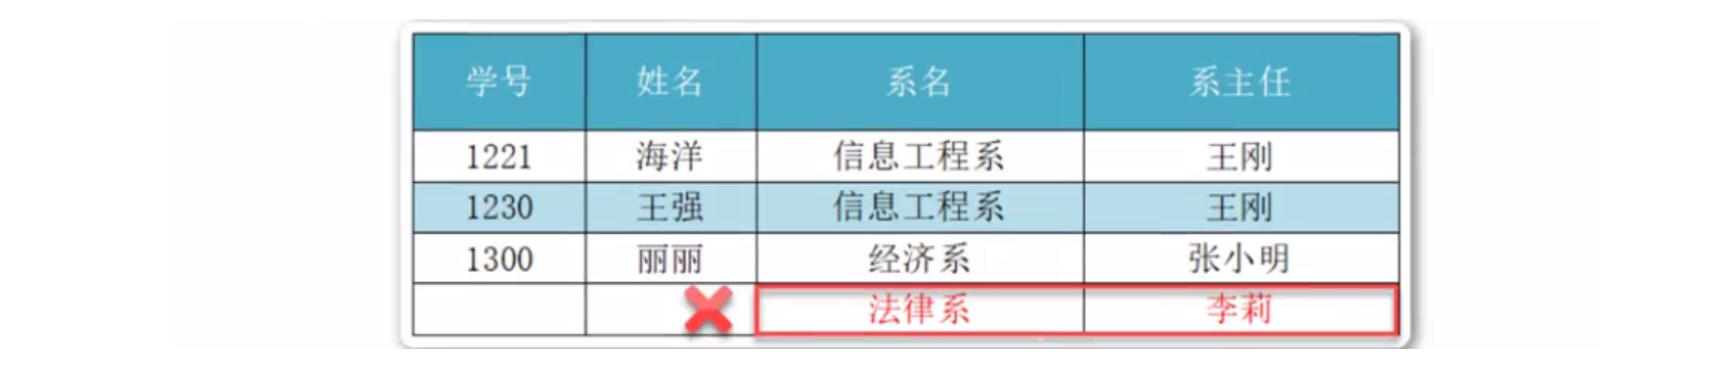 学号 姓名 系名 系主任
1221 海洋 信息工程系 王刚
1230 王强 信息工程系 王刚
1300 丽丽 经济系 张小明
法律系 李莉